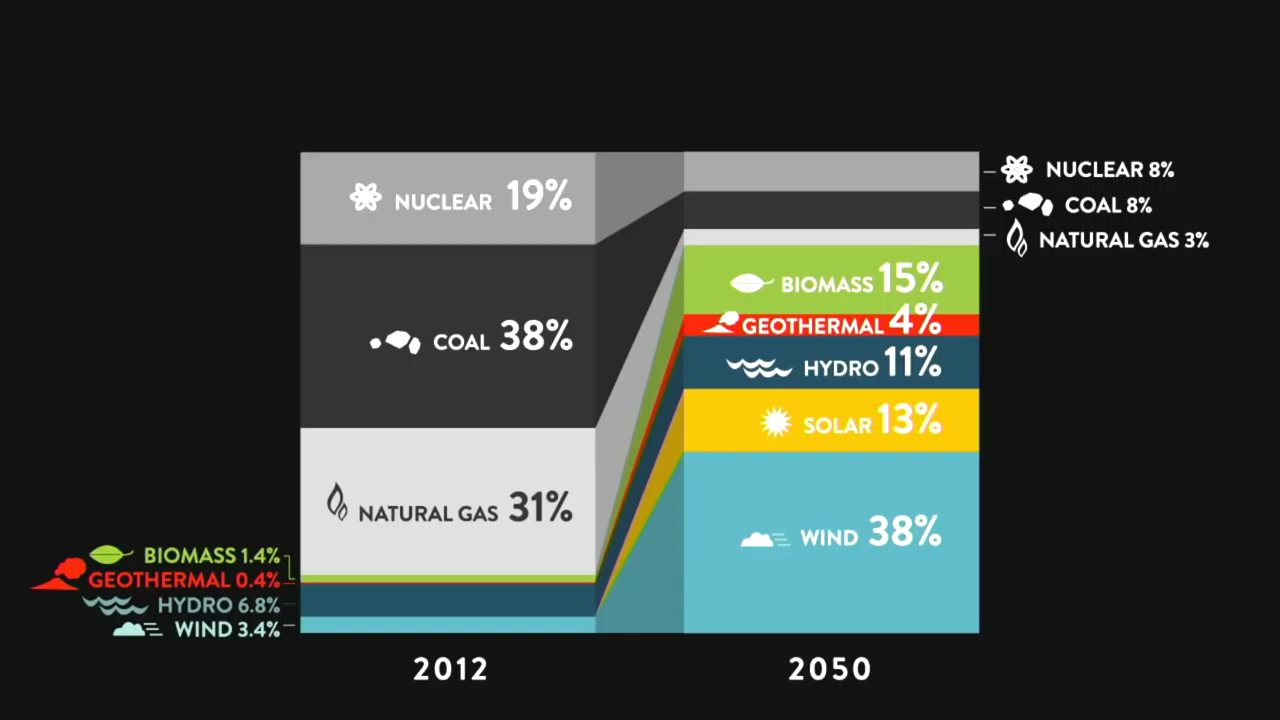 NUCLEAR 19%
COAL 38%
NATURAL GAS 31%
BIOMASS 1.4%
GEOTHERMAL 0.4%
HYDRO 6.8%
WIND 3.4%
2012
NUCLEAR 8%
COAL 8%
NATURAL GAS 3%
BIOMASS 15%
GEOTHERMAL 4%
HYDRO 11%
SOLAR 13%
WIND 38%
2050